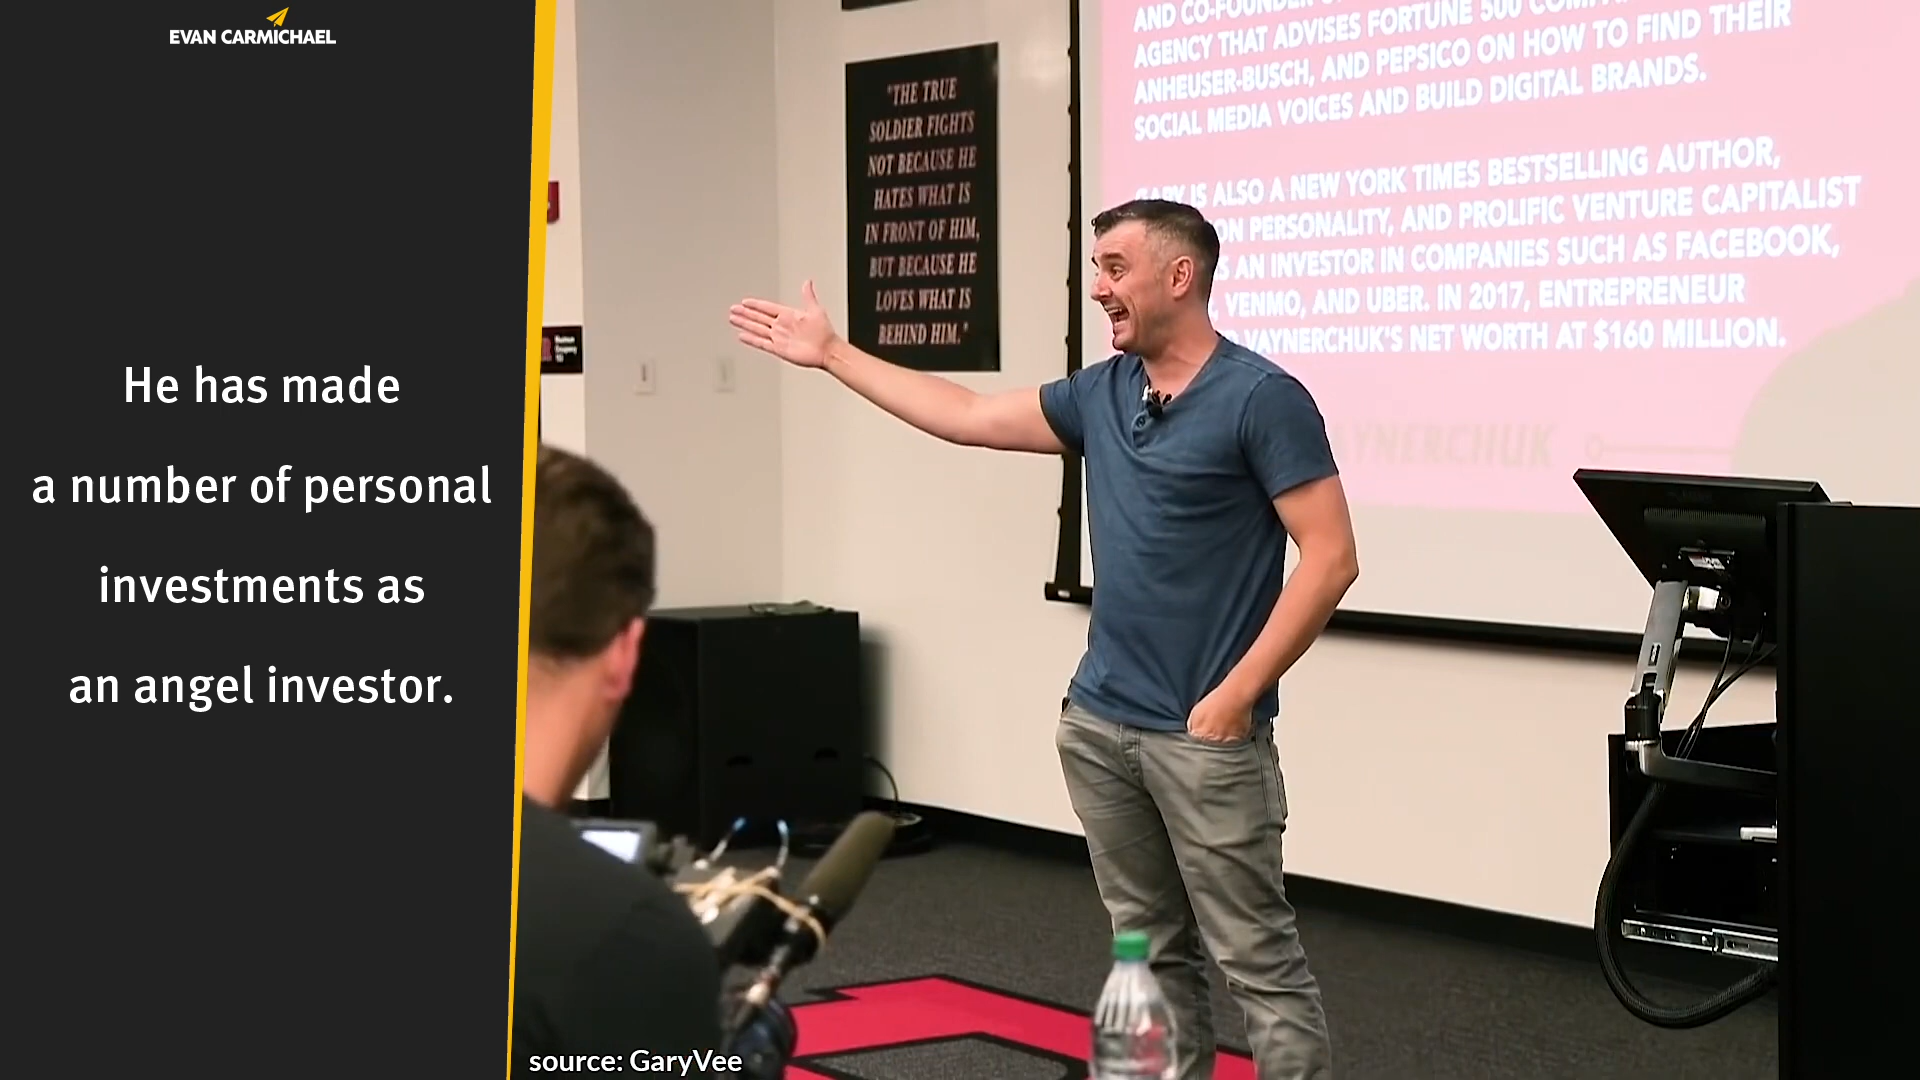 EVAN CARMICHAEL
He has made
a number of personal
investments as
an angel investor.
"THE TRUE
SOLDIER FIGHTS
NOT BECAUSE HE
HATES WHAT IS
IN FRONT OF HIM,
BUT BECAUSE HE
LOVES WHAT IS
BEHIND HIM."
AND CO-FOUNDER
AGENCY THAT ADVISES FORTUNE 500
ANHEUSER-BUSCH, AND PEPSICO ON HOW TO FIND THEIR
SOCIAL MEDIA VOICES AND BUILD DIGITAL BRANDS.
GARY IS ALSO A NEW YORK TIMES BESTSELLING AUTHOR,
PERSONALITY, AND PROLIFIC VENTURE CAPITALIST
AN INVESTOR IN COMPANIES SUCH AS FACEBOOK,
, VENMO, AND UBER. IN 2017, ENTREPRENEUR
VAYNERCHUK'S NET WORTH AT $160 MILLION.
AYNERCHUK
source: GaryVee